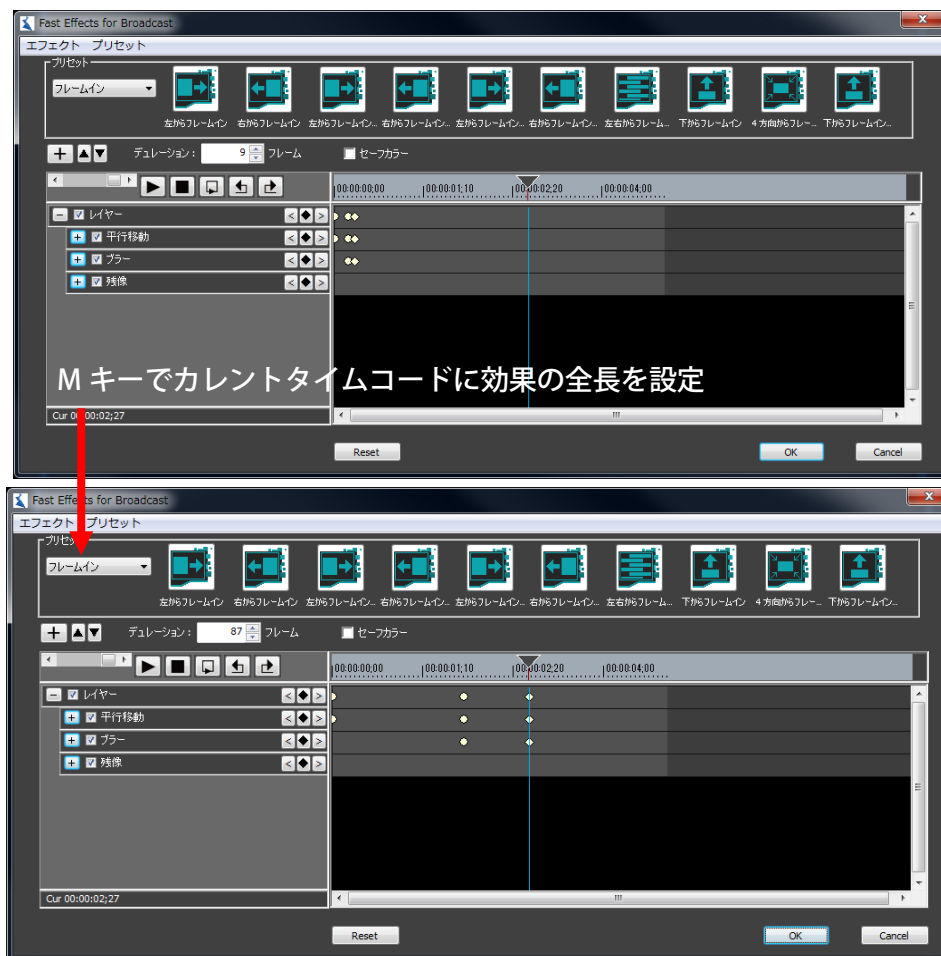 Fast Effects for Broadcast
エフェクト プリセット
プリセット
フレームイン
左からフレームイン 右からフレームイン 左からフレームイン... 右からフレームイン... 左からフレームイン... 右からフレームイン... 左右からフレーム... 下からフレームイン 4方向からフレー... 下からフレームイン...
デュレーション: 9 フレーム セーフカラー
00:00:00;00 00:00:01;10 00:00:02;20 00:00:04;00
レイヤー
平行移動
ブラー
残像
M キーでカレントタイムコードに効果の全長を設定
Cur 00:00:02;27
Reset OK Cancel
Fast Effects for Broadcast
エフェクト プリセット
プリセット
フレームイン
左からフレームイン 右からフレームイン 左からフレームイン... 右からフレームイン... 左からフレームイン... 右からフレームイン... 左右からフレーム... 下からフレームイン 4方向からフレー... 下からフレームイン...
デュレーション: 87 フレーム セーフカラー
00:00:00;00 00:00:01;10 00:00:02;20 00:00:04;00
レイヤー
平行移動
ブラー
残像
Cur 00:00:02;27
Reset OK Cancel